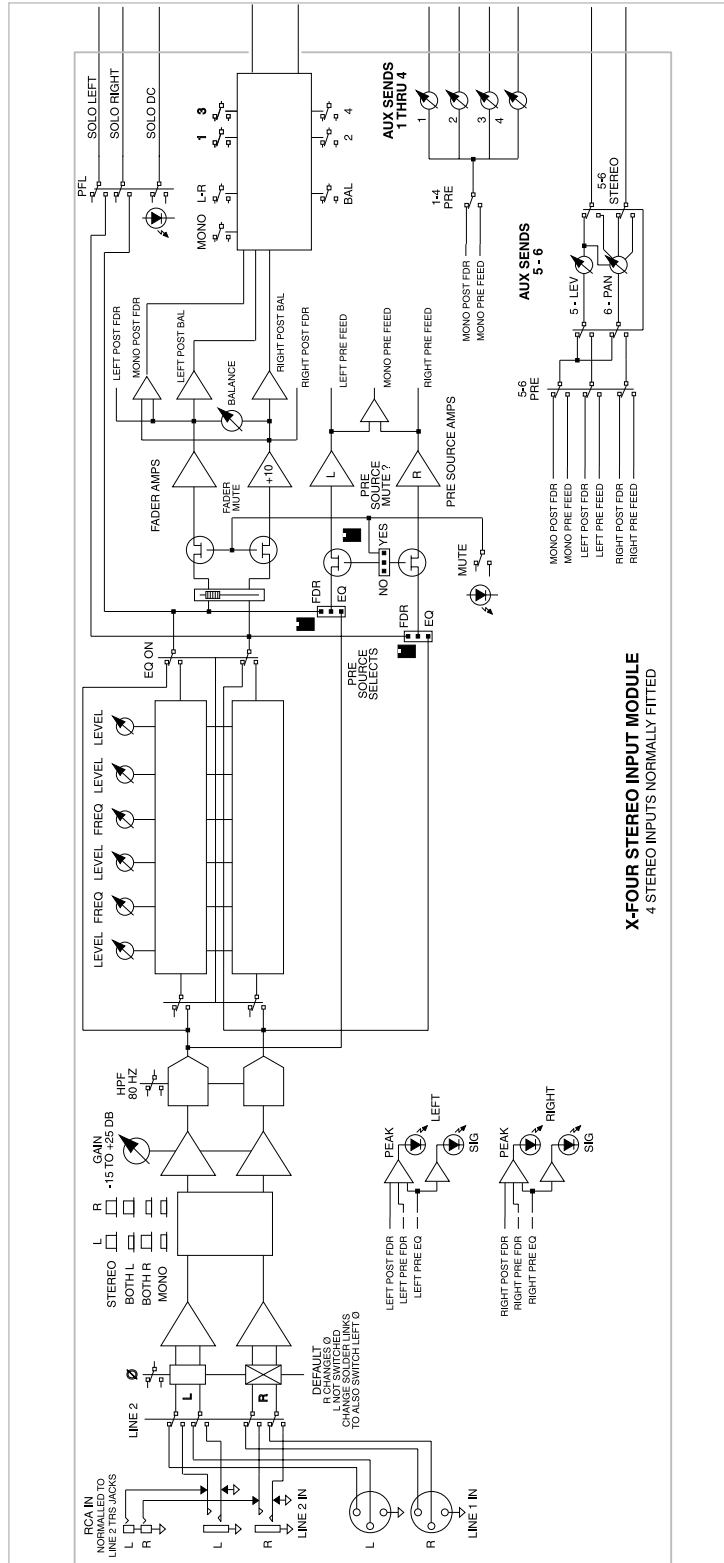 PFL
SOLO LEFT
SOLO RIGHT
SOLO DC
MONO
L-R
1
3
BAL
2
4
AUX SENDS
1 THRU 4
1
2
3
4
1-4
PRE
MONO POST FDR
MONO PRE FEED
AUX SENDS
5 - 6
5-6
STEREO
5 - LEV
6 - PAN
5-6
PRE
MONO POST FDR
MONO PRE FEED
LEFT POST FDR
LEFT PRE FEED
RIGHT POST FDR
RIGHT PRE FEED
LEFT POST FDR
MONO POST FDR
LEFT POST BAL
BALANCE
RIGHT POST BAL
RIGHT POST FDR
LEFT PRE FEED
MONO PRE FEED
RIGHT PRE FEED
FADER AMPS
FADER
MUTE
+10
L
PRE
SOURCE
MUTE ?
R
PRE SOURCE AMPS
NO
YES
MUTE
FDR
EQ
FDR
EQ
PRE
SOURCE
SELECTS
EQ ON
LEVEL
FREQ
LEVEL
FREQ
LEVEL
LEVEL
HPF
80 HZ
GAIN
-15 TO +25 DB
L
R
STEREO
BOTH L
BOTH R
MONO
Ø
L
R
LINE 2
DEFAULT
R CHANGES Ø
L NOT SWITCHED
CHANGE SOLDER LINKS
TO ALSO SWITCH LEFT Ø
RCA IN
NORMALLED TO
LINE 2 TRS JACKS
L
R
L
R
LINE 2 IN
L
R
LINE 1 IN
LEFT POST FDR
LEFT PRE FDR
LEFT PRE EQ
PEAK
LEFT
SIG
RIGHT POST FDR
RIGHT PRE FDR
RIGHT PRE EQ
PEAK
RIGHT
SIG
X-FOUR STEREO INPUT MODULE
4 STEREO INPUTS NORMALLY FITTED